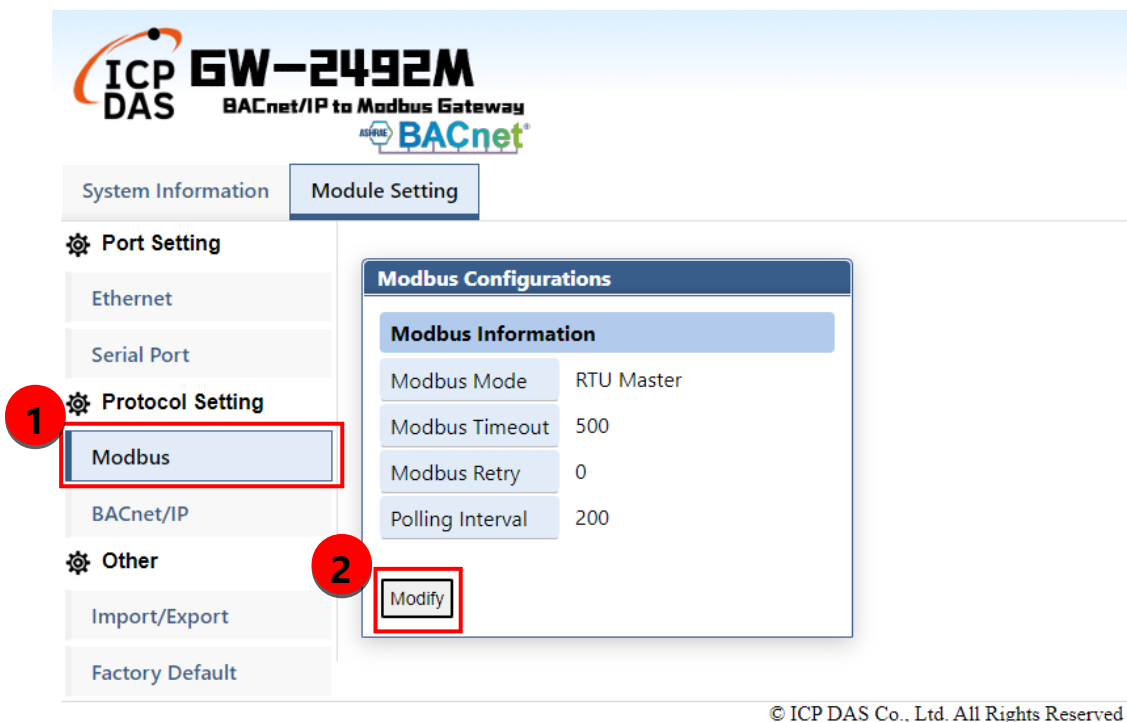 ICP DAS GW-2492M
BACnet/IP to Modbus Gateway
ASHRAE BACnet®
System Information
Module Setting
Port Setting
Ethernet
Serial Port
Protocol Setting
1
Modbus
BACnet/IP
Other
Import/Export
Factory Default
Modbus Configurations
Modbus Information
Modbus Mode RTU Master
Modbus Timeout 500
Modbus Retry 0
Polling Interval 200
2
Modify
© ICP DAS Co., Ltd. All Rights Reserved